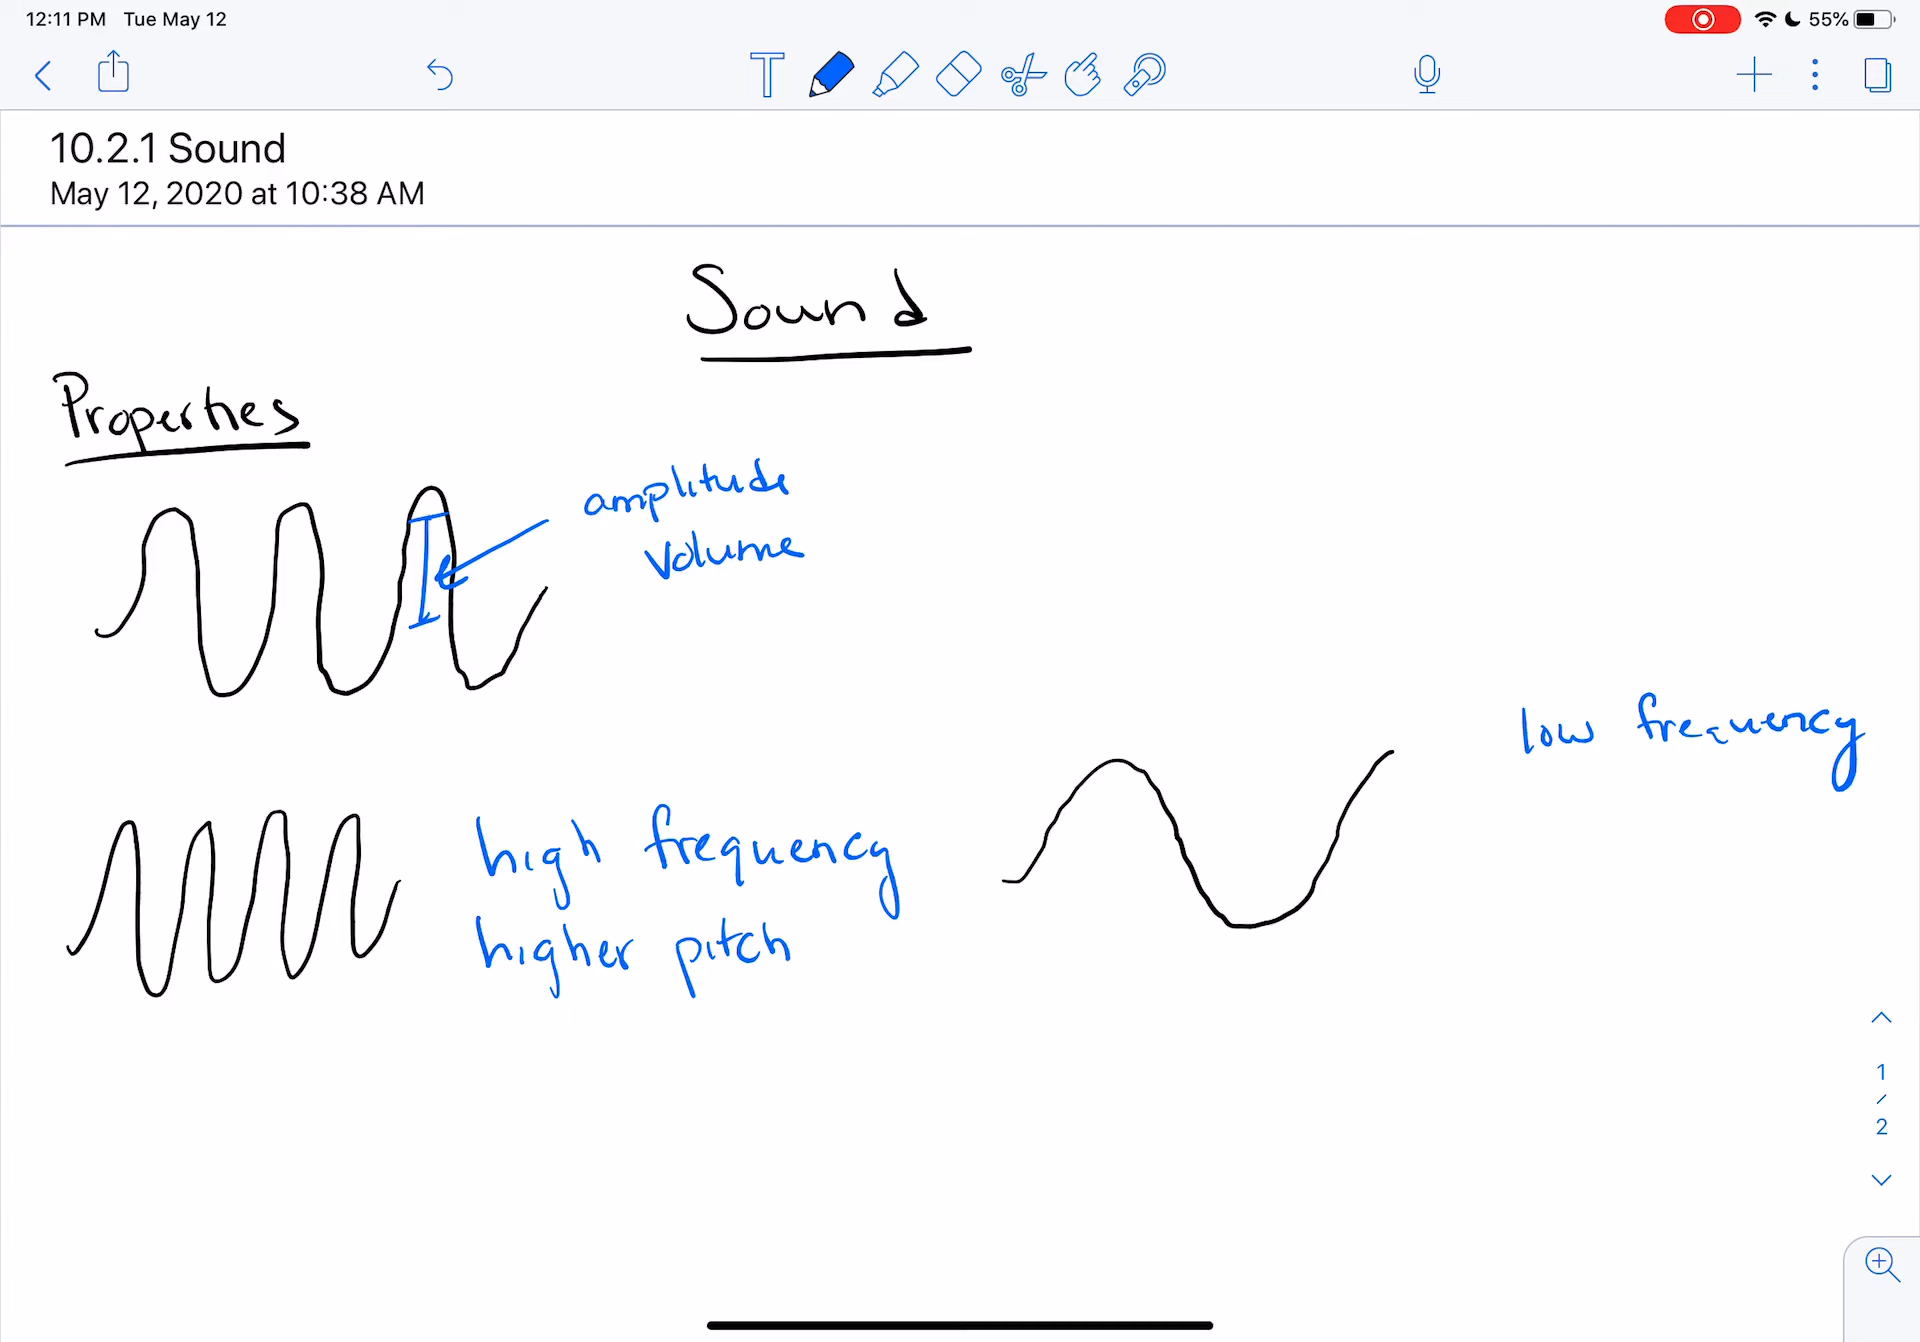 12:11 PM Tue May 12
55%
10.2.1 Sound
May 12, 2020 at 10:38 AM
Sound
Properties
amplitude
volume
low frequency
high frequency
higher pitch
1
/
2